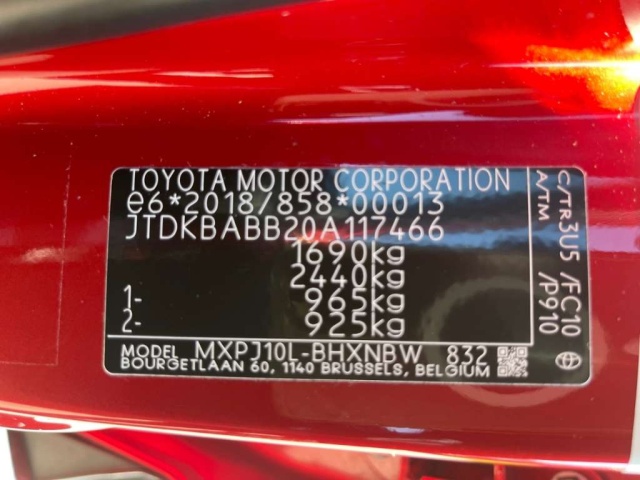 TOYOTA MOTOR CORPORATION
e6*2018/858*00013
JTDKBABB20A117466
1690kg
2440kg
1- 965kg
2- 925kg
MODEL MXPJ10L-BHXNBW 832
BOURGETLAAN 60, 1140 BRUSSELS, BELGIUM
C/TR3U5 /FC10
A/TM /P910